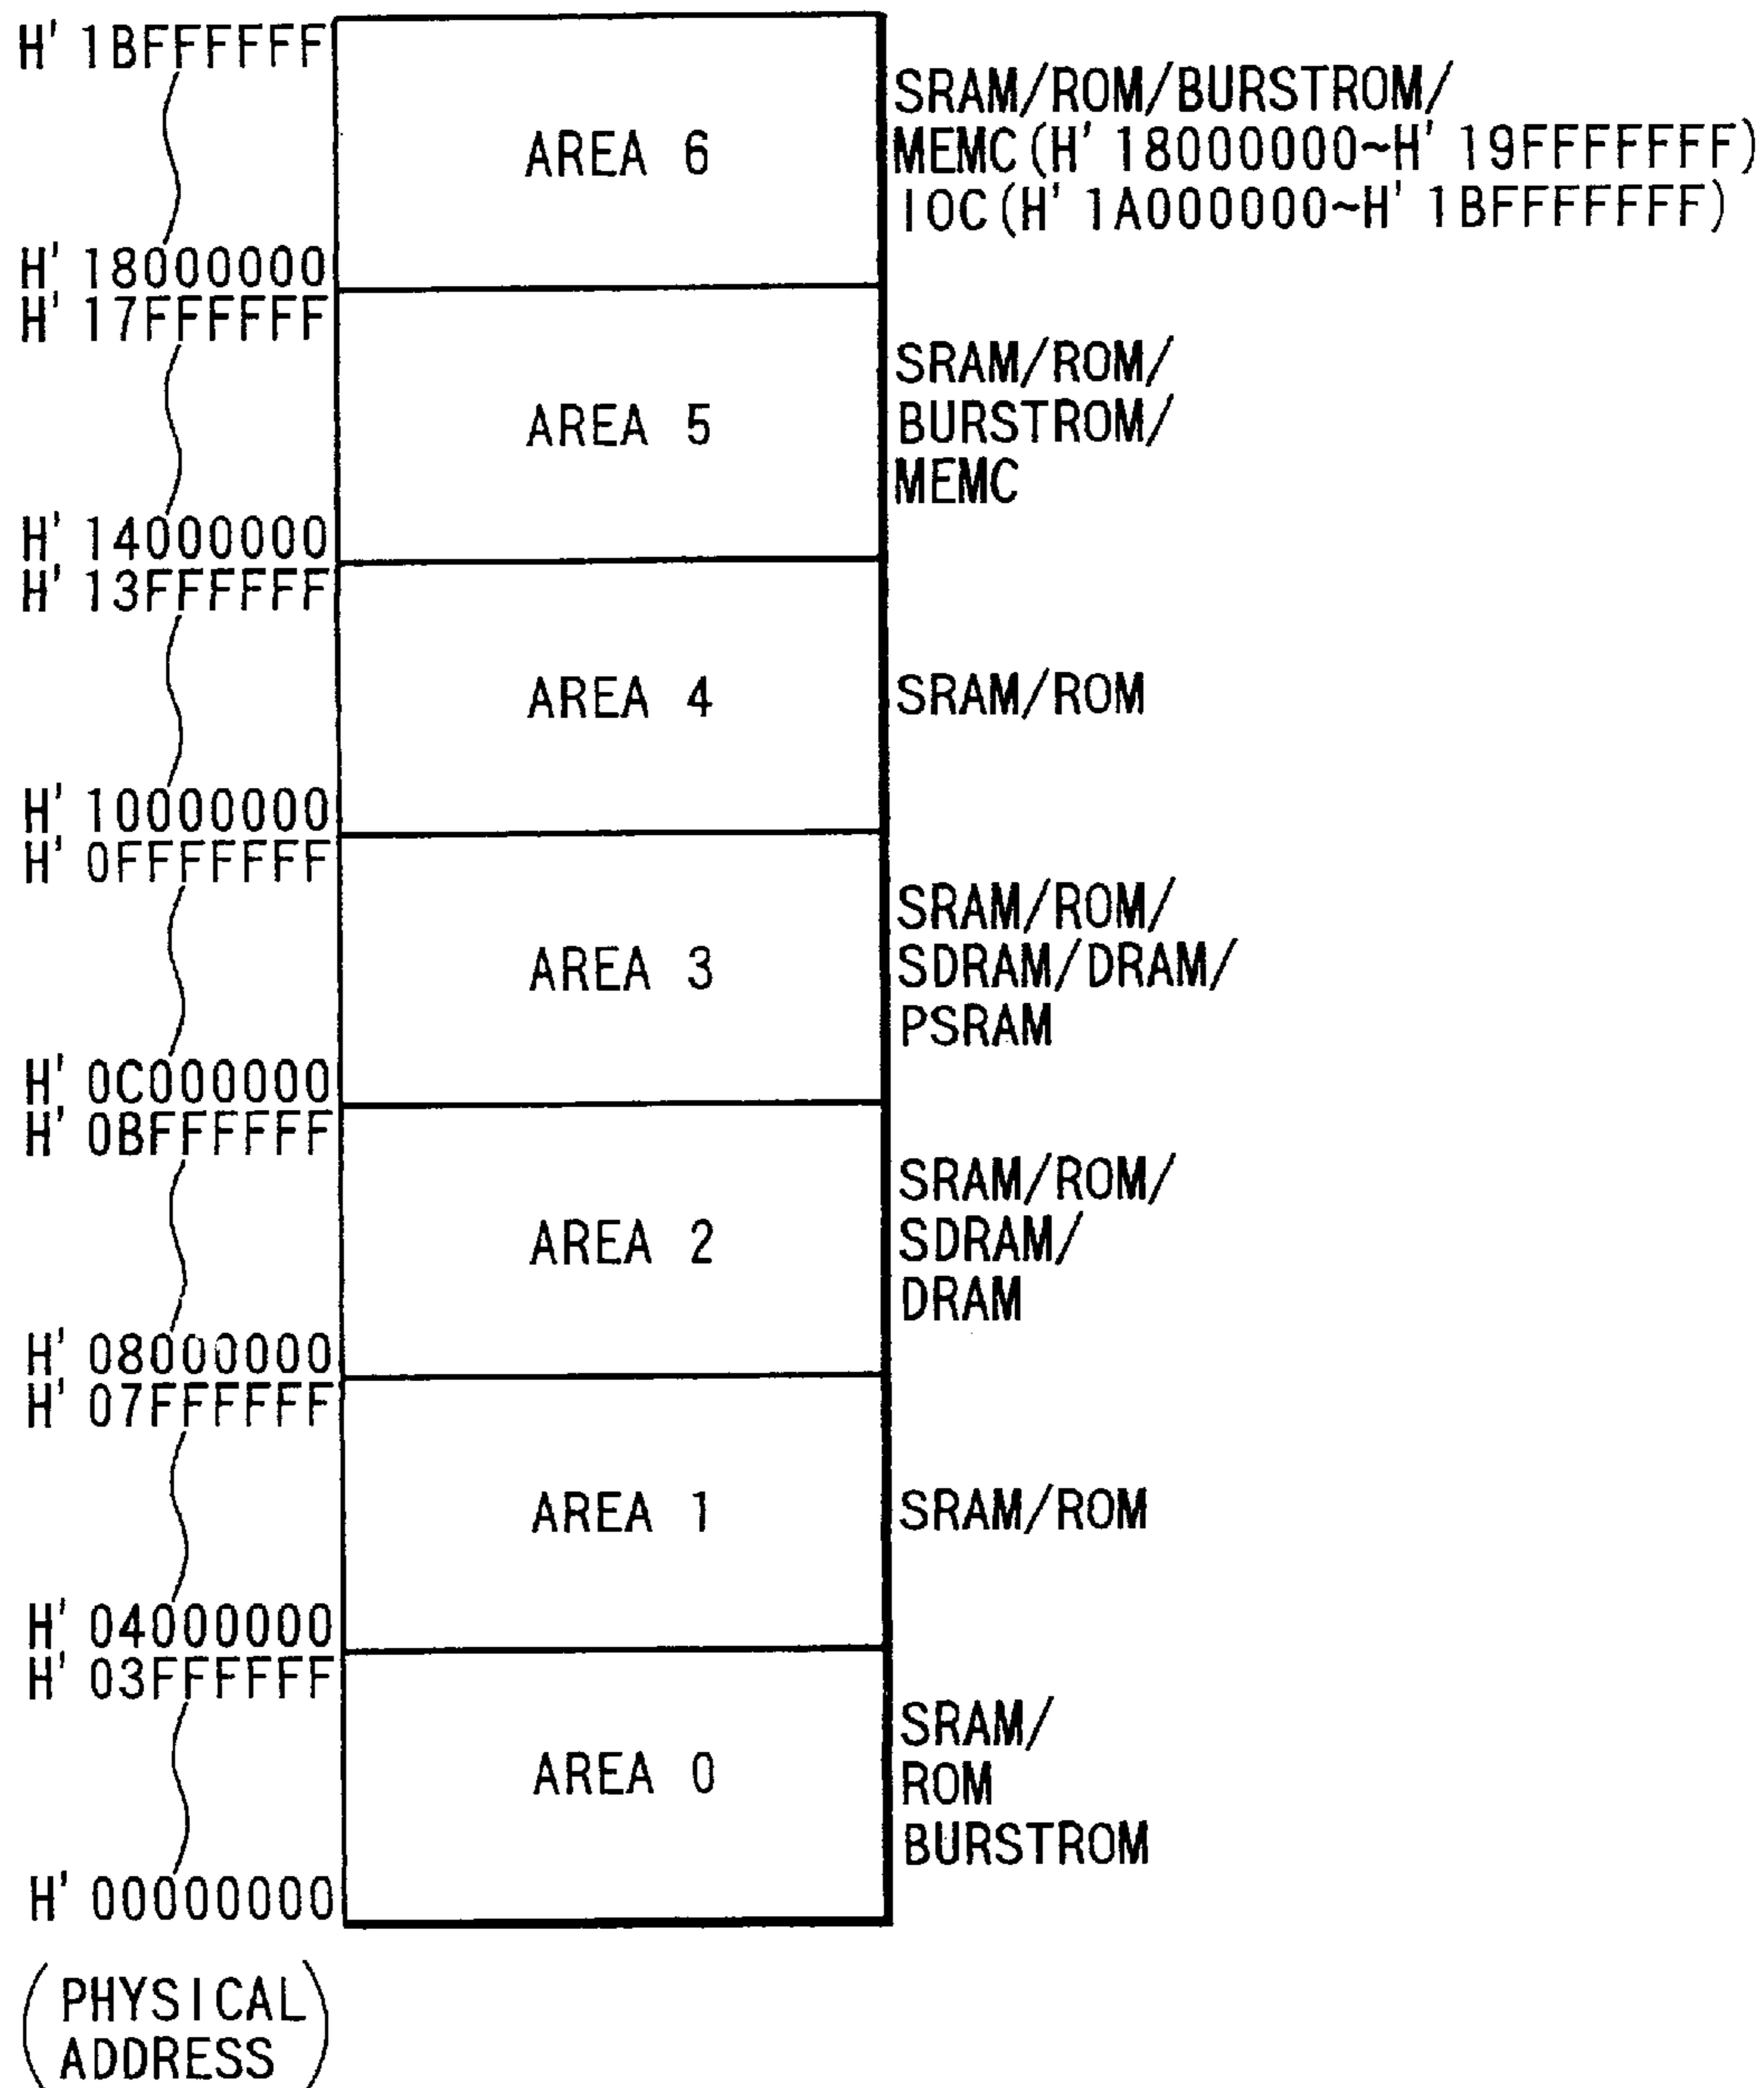 H' 1BFFFFFF
SRAM/ROM/BURSTROM/
MEMC(H' 18000000~H' 19FFFFFFF)
IOC(H' 1A000000~H' 1BFFFFFFF)
AREA 6
H' 18000000
H' 17FFFFFF
SRAM/ROM/
BURSTROM/
MEMC
AREA 5
H' 14000000
H' 13FFFFFF
AREA 4
SRAM/ROM
H' 10000000
H' 0FFFFFFF
SRAM/ROM/
SDRAM/DRAM/
PSRAM
AREA 3
H' 0C000000
H' 0BFFFFFF
SRAM/ROM/
SDRAM/
DRAM
AREA 2
H' 08000000
H' 07FFFFFF
AREA 1
SRAM/ROM
H' 04000000
H' 03FFFFFF
SRAM/
ROM
BURSTROM
AREA 0
H' 00000000
(PHYSICAL
ADDRESS)